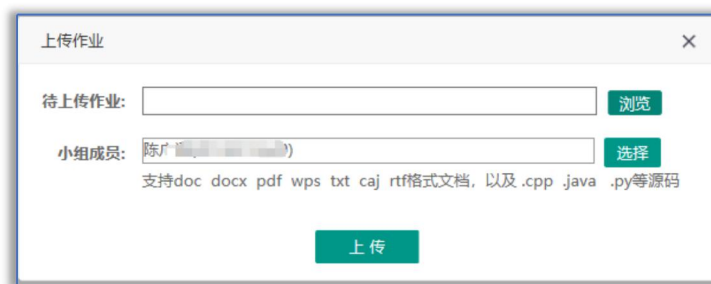 上传作业
待上传作业: 浏览
小组成员: 陈广 选择
支持doc docx pdf wps txt caj rtf格式文档，以及 .cpp .java .py等源码
上 传